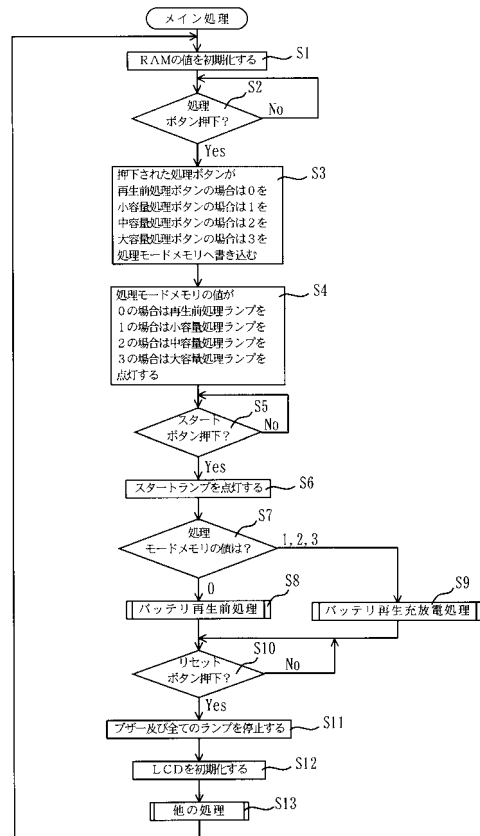 メイン処理
RAMの値を初期化する
S1
S2
処理
ボタン押下?
No
Yes
S3
押下された処理ボタンが
再生前処理ボタンの場合は0を
小容量処理ボタンの場合は1を
中容量処理ボタンの場合は2を
大容量処理ボタンの場合は3を
処理モードメモリへ書き込む
S4
処理モードメモリの値が
0の場合は再生前処理ランプを
1の場合は小容量処理ランプを
2の場合は中容量処理ランプを
3の場合は大容量処理ランプを
点灯する
S5
スタート
ボタン押下?
No
Yes
S6
スタートランプを点灯する
S7
処理
モードメモリの値は?
1,2,3
0
S8
バッテリ再生前処理
S9
バッテリ再生充放電処理
S10
リセット
ボタン押下?
No
Yes
S11
ブザー及び全てのランプを停止する
S12
LCDを初期化する
S13
他の処理